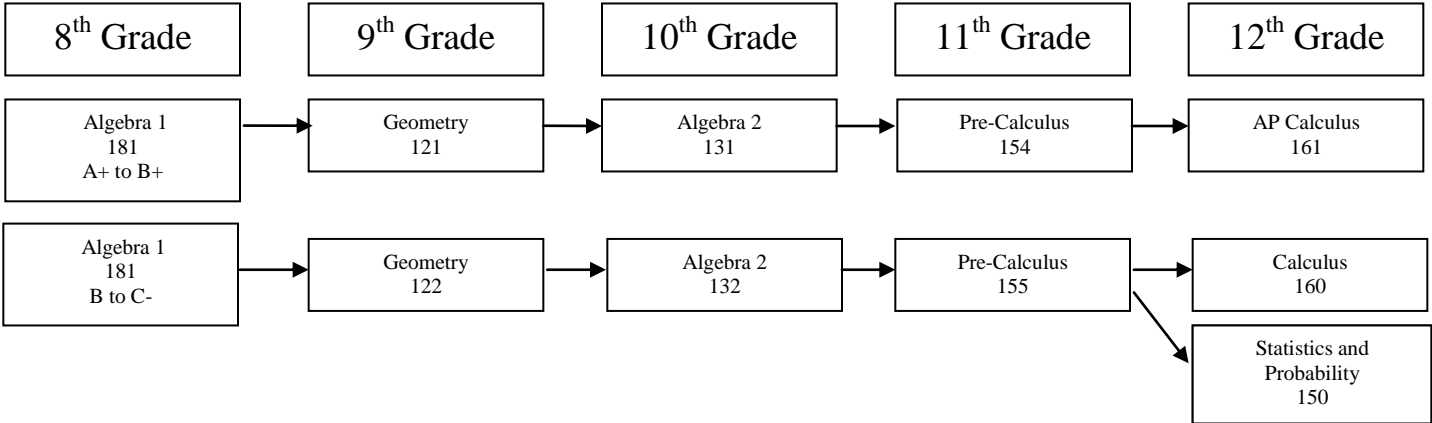 8th Grade
9th Grade
10th Grade
11th Grade
12th Grade
Algebra 1
181
A+ to B+
Geometry
121
Algebra 2
131
Pre-Calculus
154
AP Calculus
161
Algebra 1
181
B to C-
Geometry
122
Algebra 2
132
Pre-Calculus
155
Calculus
160
Statistics and
Probability
150